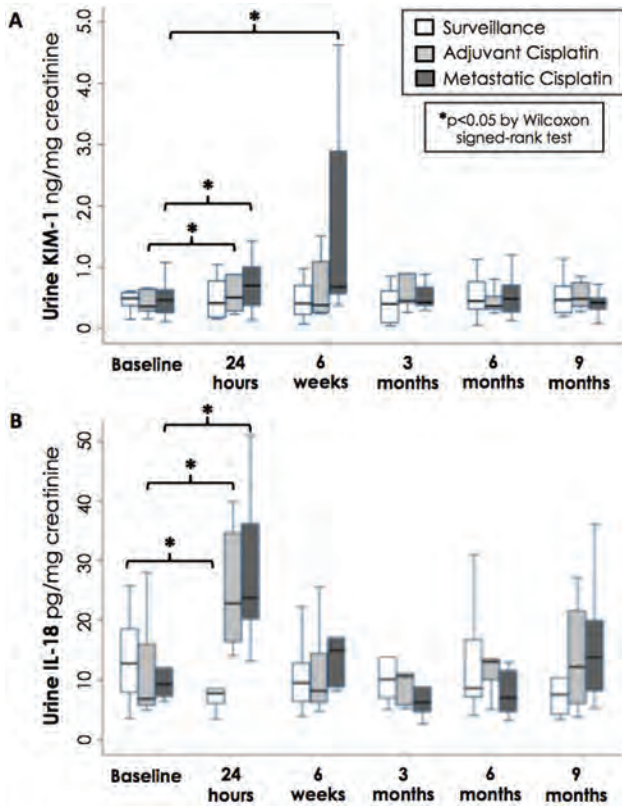 A
Urine KIM-1 ng/mg creatinine
5.0
4.0
3.0
2.0
1.0
0.0
*
*
*
Surveillance
Adjuvant Cisplatin
Metastatic Cisplatin
*p<0.05 by Wilcoxon
signed-rank test
Baseline
24
hours
6
weeks
3
months
6
months
9
months
B
Urine IL-18 pg/mg creatinine
50
40
30
20
10
0
*
*
*
Baseline
24
hours
6
weeks
3
months
6
months
9
months